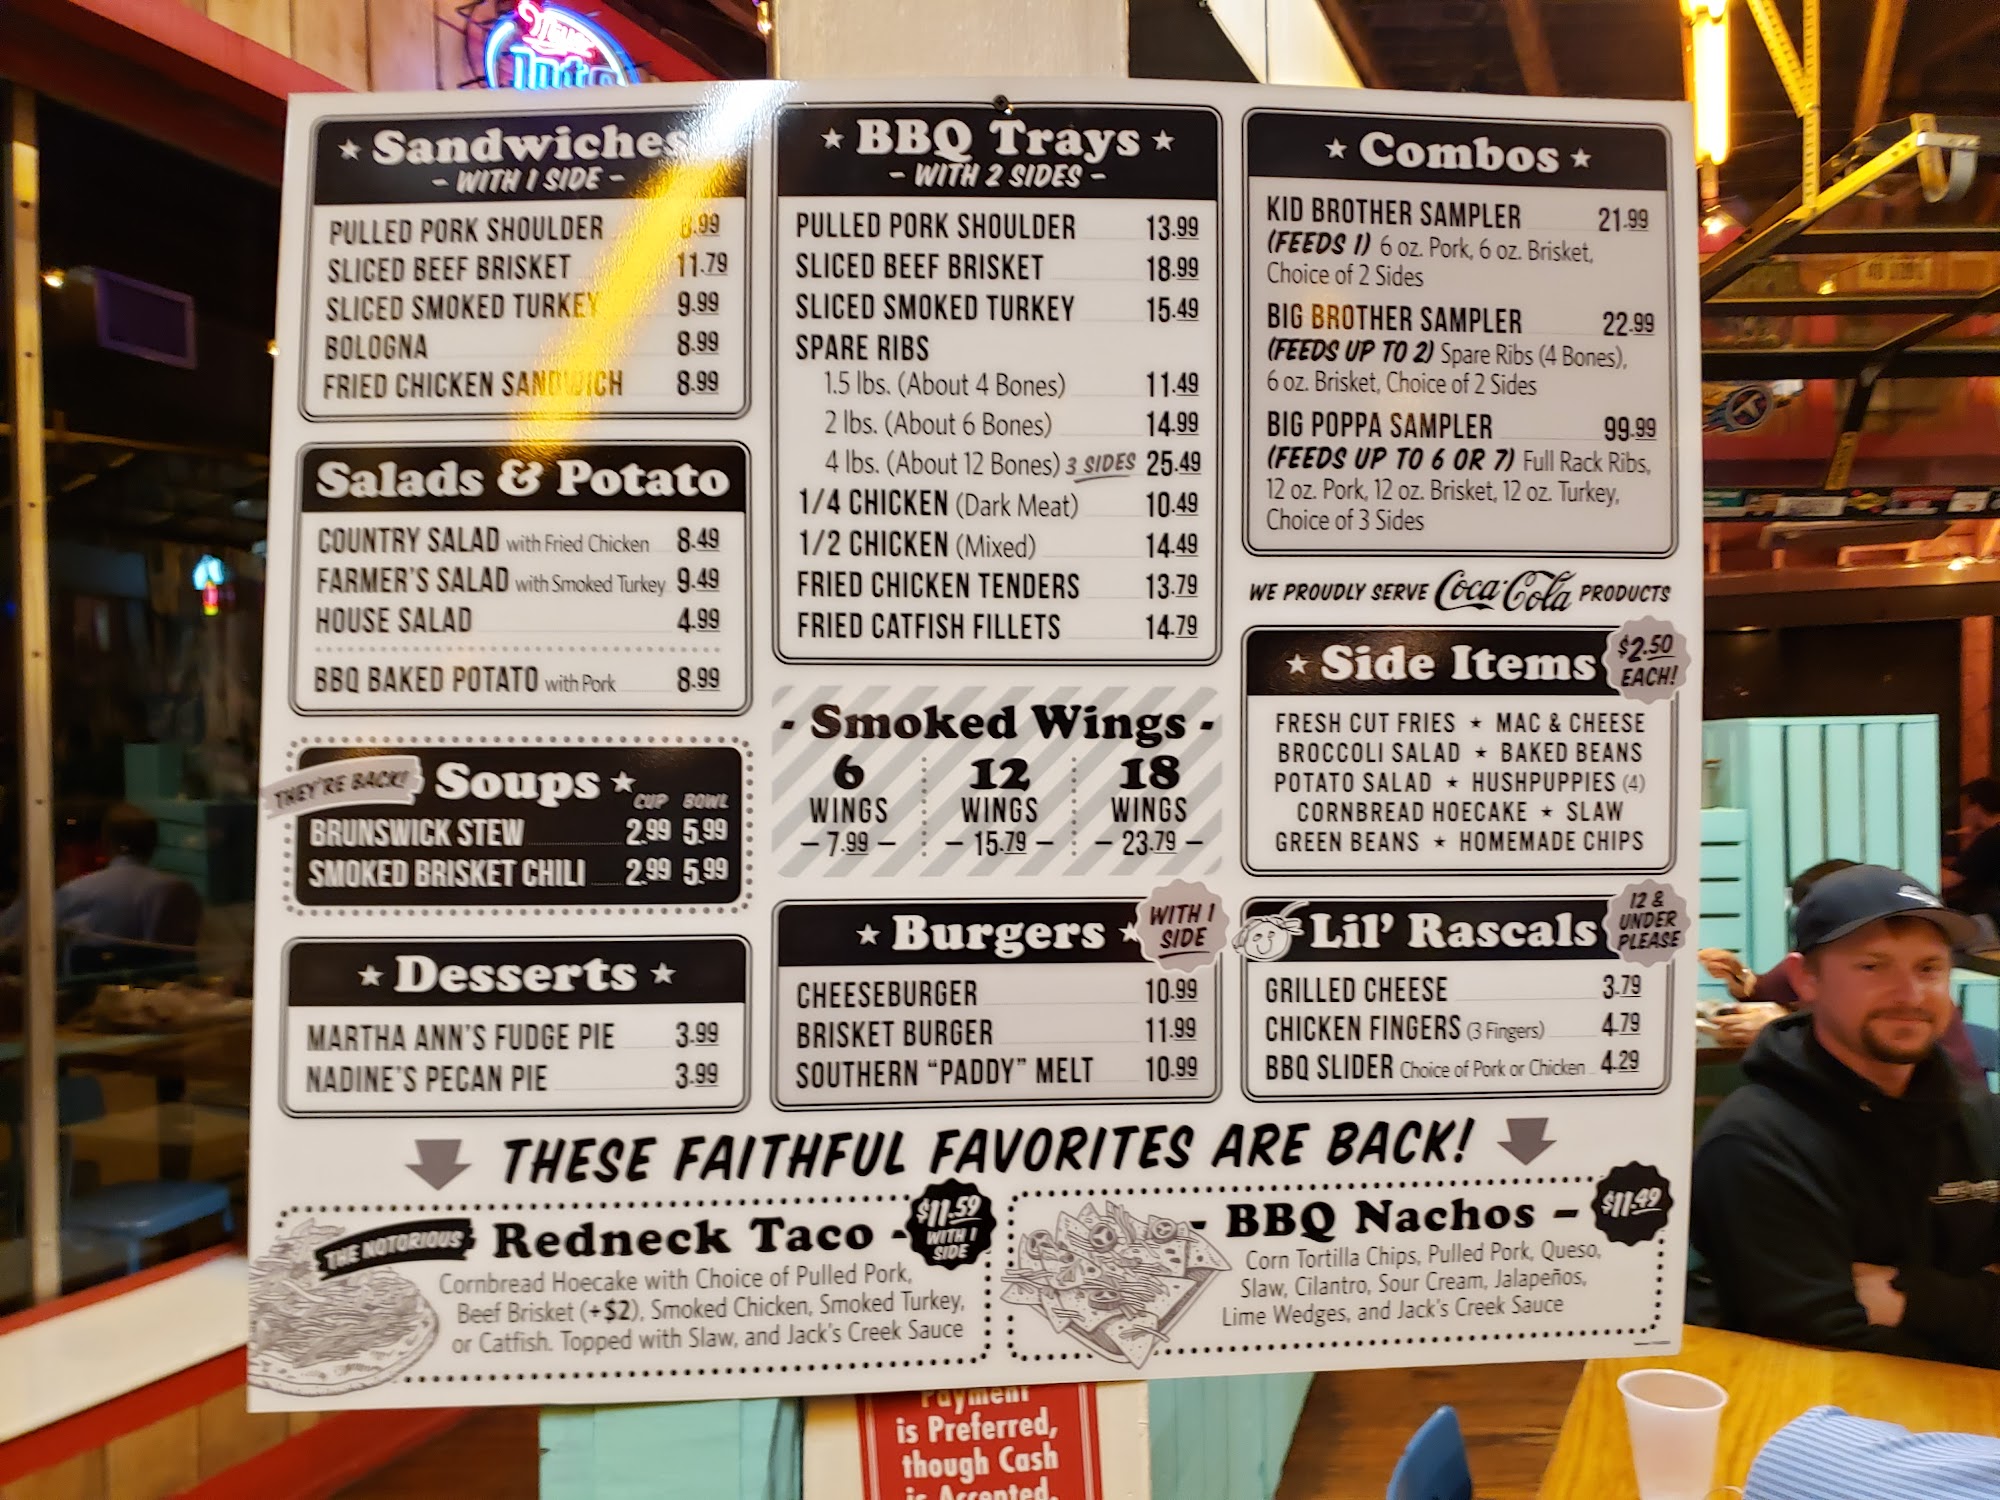 Sandwiches
- WITH 1 SIDE -
PULLED PORK SHOULDER .99
SLICED BEEF BRISKET 11.79
SLICED SMOKED TURKEY 9.99
BOLOGNA 8.99
FRIED CHICKEN SANDWICH 8.99
Salads & Potato
COUNTRY SALAD with Fried Chicken 8.49
FARMER'S SALAD with Smoked Turkey 9.49
HOUSE SALAD 4.99
BBQ BAKED POTATO with Pork 8.99
THEY'RE BACK!
Soups
CUP BOWL
BRUNSWICK STEW 2.99 5.99
SMOKED BRISKET CHILI 2.99 5.99
Desserts
MARTHA ANN'S FUDGE PIE 3.99
NADINE'S PECAN PIE 3.99
BBQ Trays
- WITH 2 SIDES -
PULLED PORK SHOULDER 13.99
SLICED BEEF BRISKET 18.99
SLICED SMOKED TURKEY 15.49
SPARE RIBS
1.5 lbs. (About 4 Bones) 11.49
2 lbs. (About 6 Bones) 14.99
4 lbs. (About 12 Bones) 3 SIDES 25.49
1/4 CHICKEN (Dark Meat) 10.49
1/2 CHICKEN (Mixed) 14.49
FRIED CHICKEN TENDERS 13.79
FRIED CATFISH FILLETS 14.79
- Smoked Wings -
6 12 18
WINGS WINGS WINGS
- 7.99 - - 15.79 - - 23.79 -
Burgers
WITH 1
SIDE
CHEESEBURGER 10.99
BRISKET BURGER 11.99
SOUTHERN "PADDY" MELT 10.99
Combos
KID BROTHER SAMPLER 21.99
(FEEDS 1) 6 oz. Pork, 6 oz. Brisket,
Choice of 2 Sides
BIG BROTHER SAMPLER 22.99
(FEEDS UP TO 2) Spare Ribs (4 Bones),
6 oz. Brisket, Choice of 2 Sides
BIG POPPA SAMPLER 99.99
(FEEDS UP TO 6 OR 7) Full Rack Ribs,
12 oz. Pork, 12 oz. Brisket, 12 oz. Turkey,
Choice of 3 Sides
WE PROUDLY SERVE Coca-Cola PRODUCTS
Side Items
$2.50
EACH!
FRESH CUT FRIES ★ MAC & CHEESE
BROCCOLI SALAD ★ BAKED BEANS
POTATO SALAD ★ HUSHPUPPIES (4)
CORNBREAD HOECAKE ★ SLAW
GREEN BEANS ★ HOMEMADE CHIPS
Lil' Rascals
12 &
UNDER
PLEASE
GRILLED CHEESE 3.79
CHICKEN FINGERS (3 Fingers) 4.79
BBQ SLIDER Choice of Pork or Chicken 4.29
THESE FAITHFUL FAVORITES ARE BACK!
THE NOTORIOUS
Redneck Taco -
$11.59
WITH 1
SIDE
Cornbread Hoecake with Choice of Pulled Pork,
Beef Brisket (+$2), Smoked Chicken, Smoked Turkey,
or Catfish. Topped with Slaw, and Jack's Creek Sauce
- BBQ Nachos -
$11.49
Corn Tortilla Chips, Pulled Pork, Queso,
Slaw, Cilantro, Sour Cream, Jalapeños,
Lime Wedges, and Jack's Creek Sauce
Payment
is Preferred,
though Cash
is Accepted.